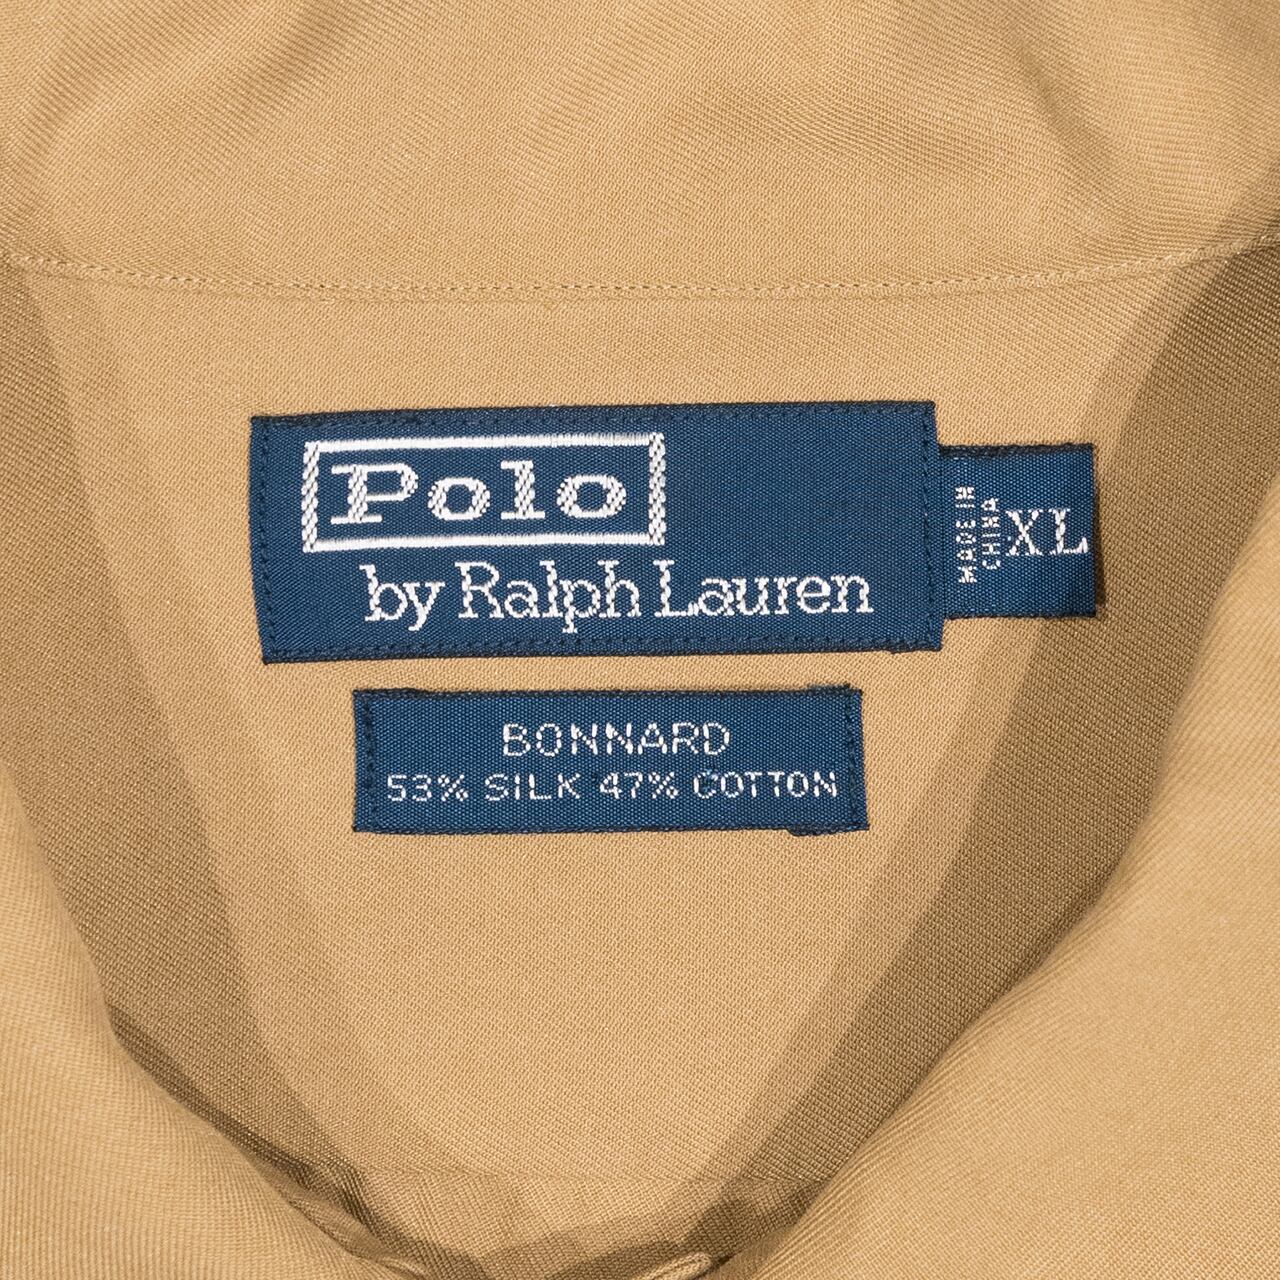 Polo
by Ralph Lauren
MADE IN
CHINA
XL
BONNARD
53% SILK 47% COTTON